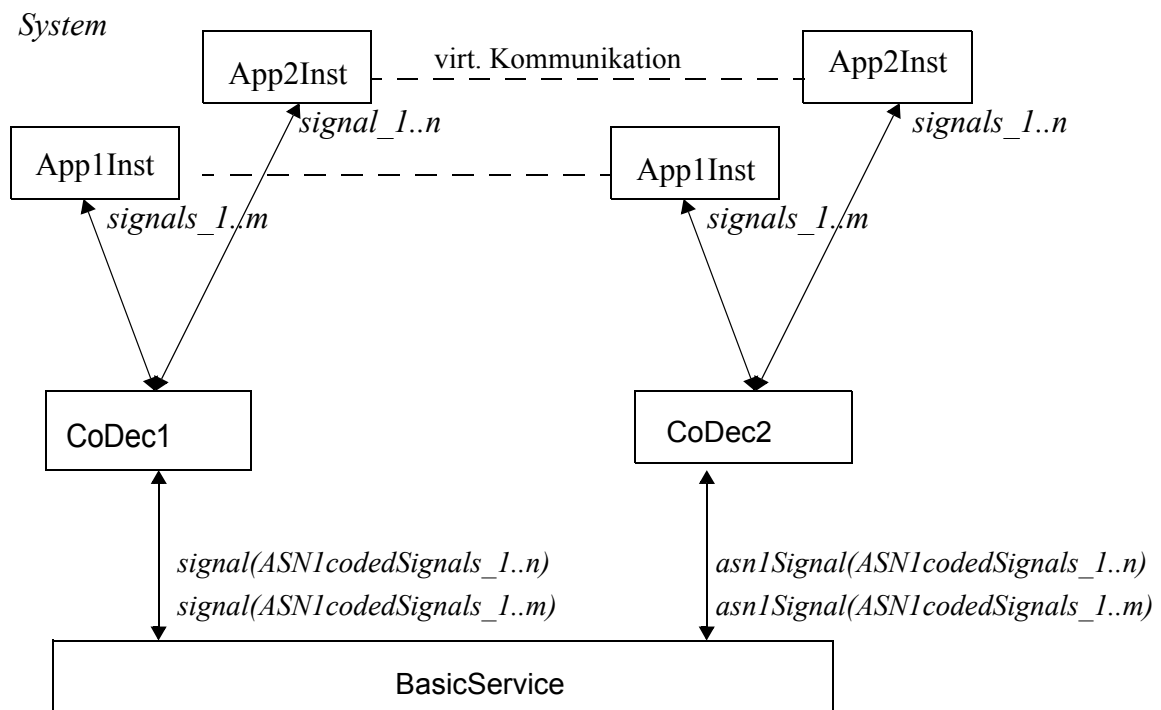 System
App2Inst
virt. Kommunikation
App2Inst
signal_1..n
signals_1..n
App1Inst
App1Inst
signals_1..m
signals_1..m
CoDec1
CoDec2
signal(ASN1codedSignals_1..n)
signal(ASN1codedSignals_1..m)
asn1Signal(ASN1codedSignals_1..n)
asn1Signal(ASN1codedSignals_1..m)
BasicService